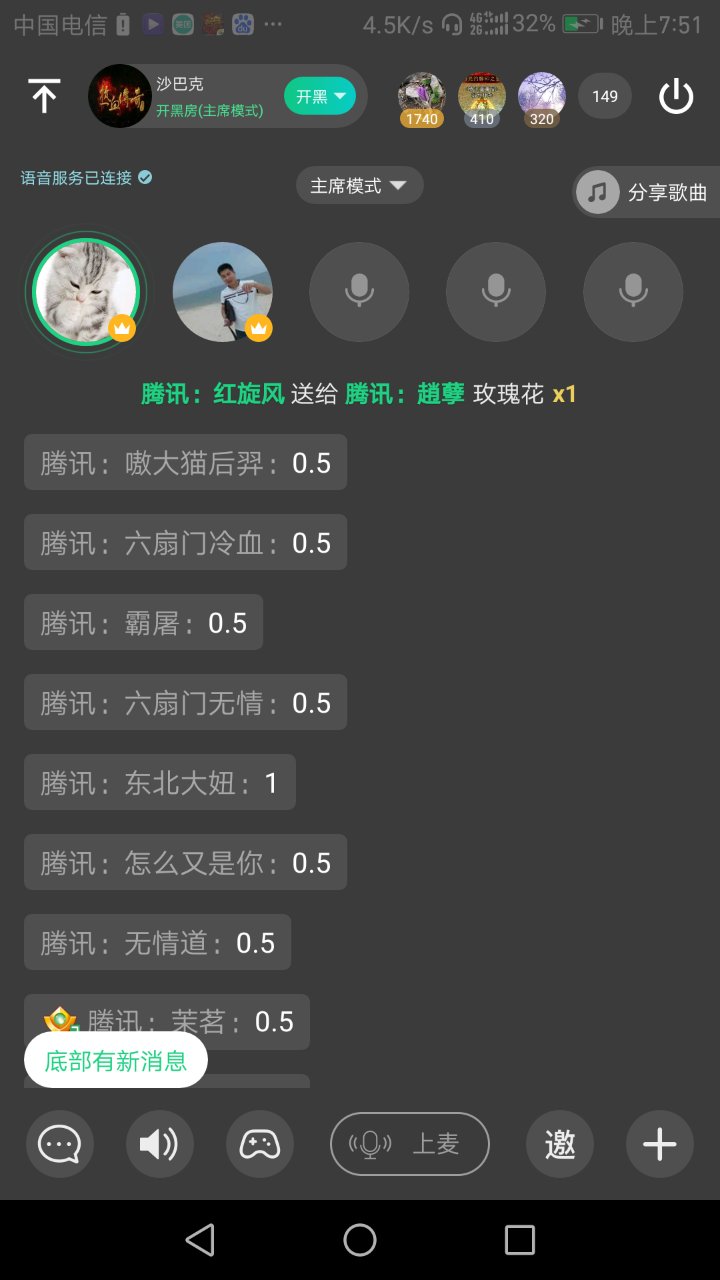 中国电信 英国 ... 4.5K/s 4G 2G 32% 晚上7:51
沙巴克
开黑房(主席模式)
开黑
1740 410 320 149
语音服务已连接
主席模式
分享歌曲
腾讯：红旋风 送给 腾讯：趙孽 玫瑰花 x1
腾讯：嗷大猫后羿：0.5
腾讯：六扇门冷血：0.5
腾讯：霸屠：0.5
腾讯：六扇门无情：0.5
腾讯：东北大妞：1
腾讯：怎么又是你：0.5
腾讯：无情道：0.5
腾讯：茉茗：0.5
底部有新消息
上麦
邀